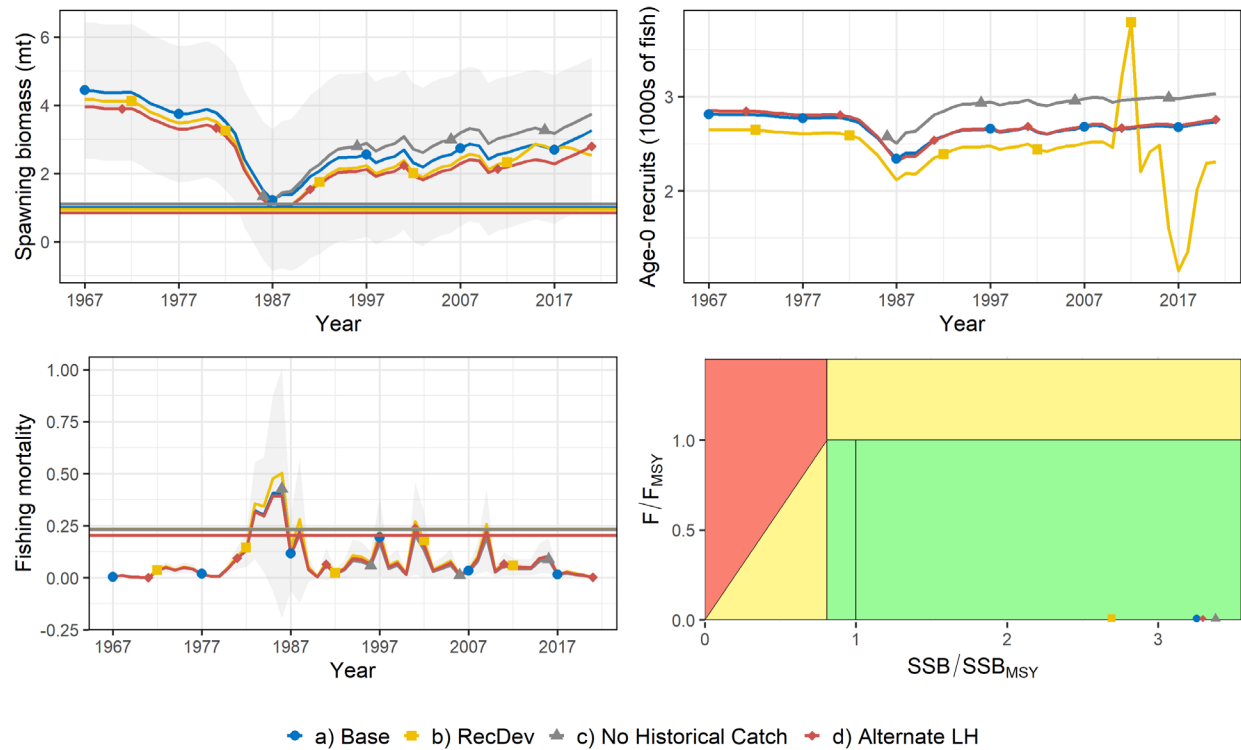 Spawning biomass (mt)
6
4
2
0
1967 1977 1987 1997 2007 2017
Year
Age-0 recruits (1000s of fish)
3
2
1967 1977 1987 1997 2007 2017
Year
Fishing mortality
1.00
0.75
0.50
0.25
0.00
-0.25
1967 1977 1987 1997 2007 2017
Year
F/FMSY
1.0
0.5
0.0
0 1 2 3
SSB/SSBMSY
a) Base b) RecDev c) No Historical Catch d) Alternate LH